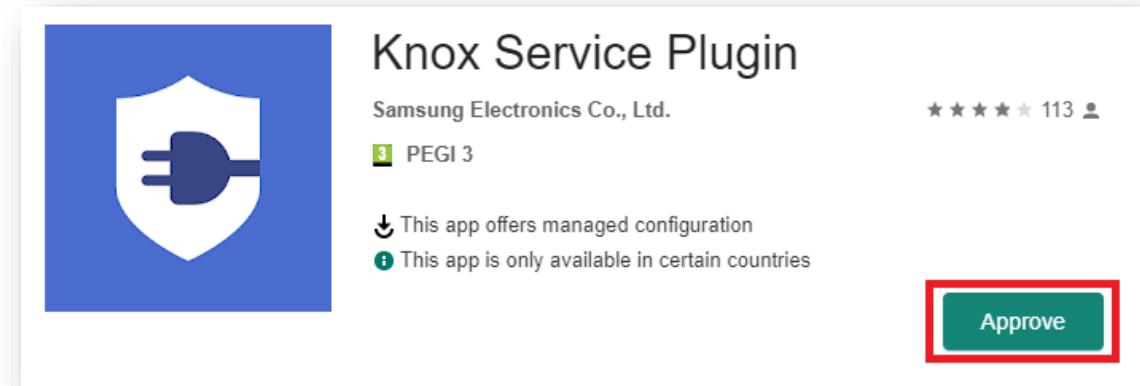 Knox Service Plugin
Samsung Electronics Co., Ltd.
113
3 PEGI 3
This app offers managed configuration
This app is only available in certain countries
Approve